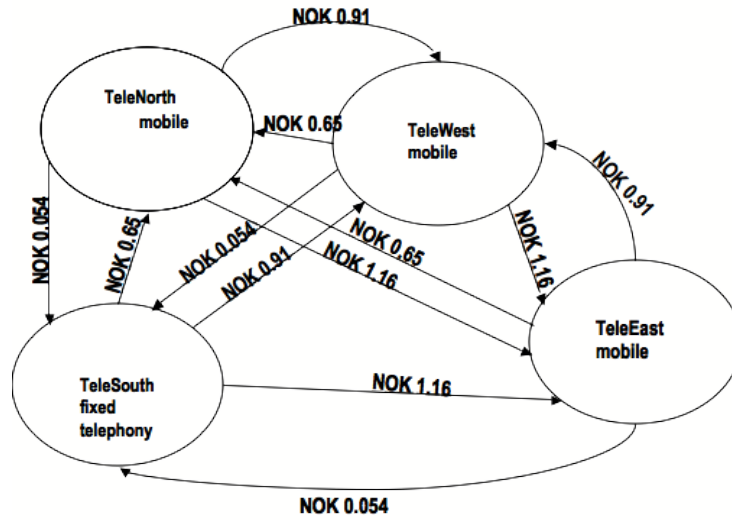 NOK 0.91
TeleNorth
mobile
NOK 0.65
TeleWest
mobile
NOK 0.91
NOK 0.054
NOK 0.65
NOK 0.054
NOK 0.91
NOK 0.65
NOK 1.16
NOK 1.16
TeleEast
mobile
TeleSouth
fixed
telephony
NOK 1.16
NOK 0.054